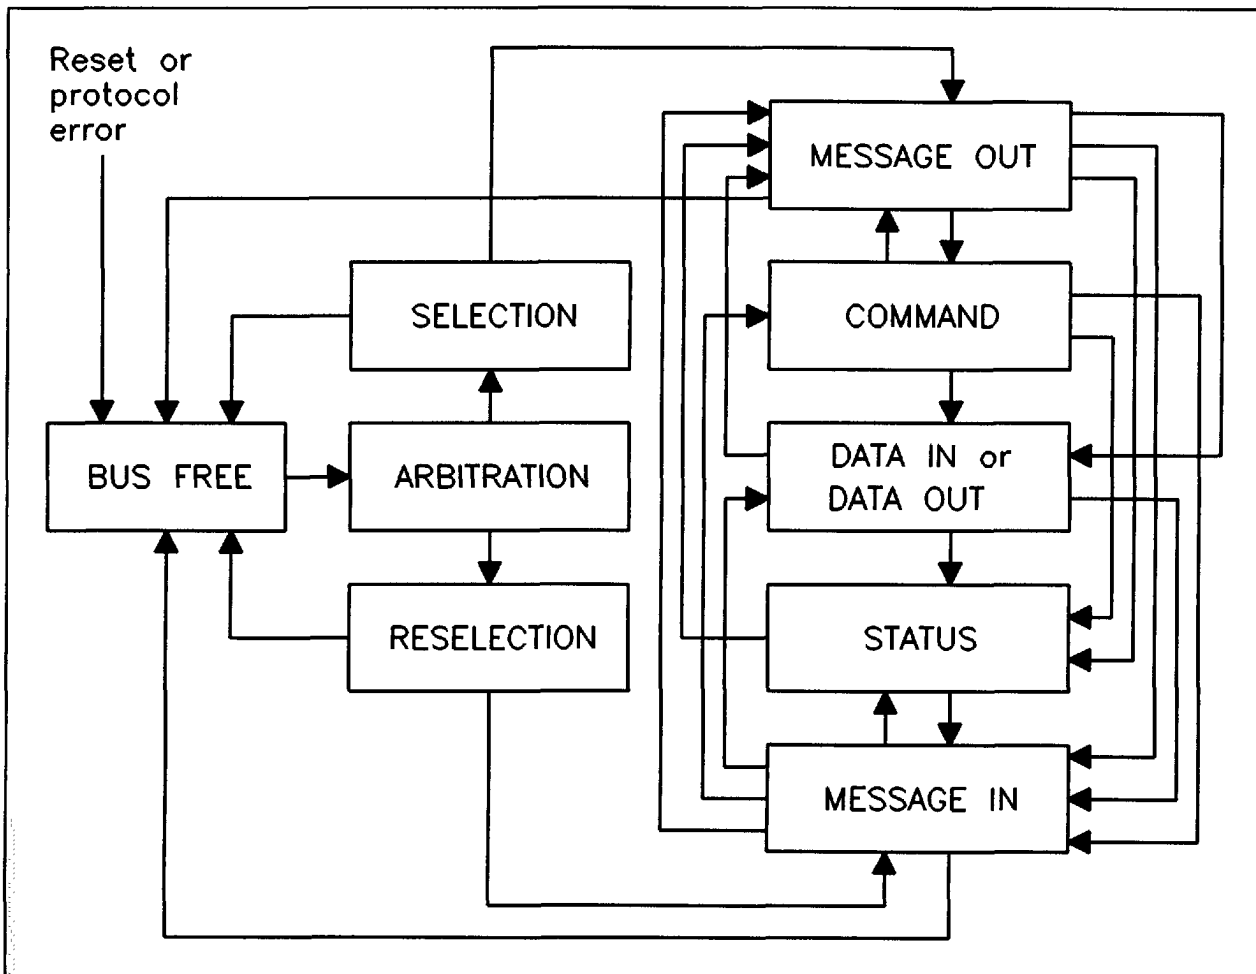 Reset or
protocol
error
MESSAGE OUT
SELECTION
COMMAND
BUS FREE
ARBITRATION
DATA IN or
DATA OUT
RESELECTION
STATUS
MESSAGE IN